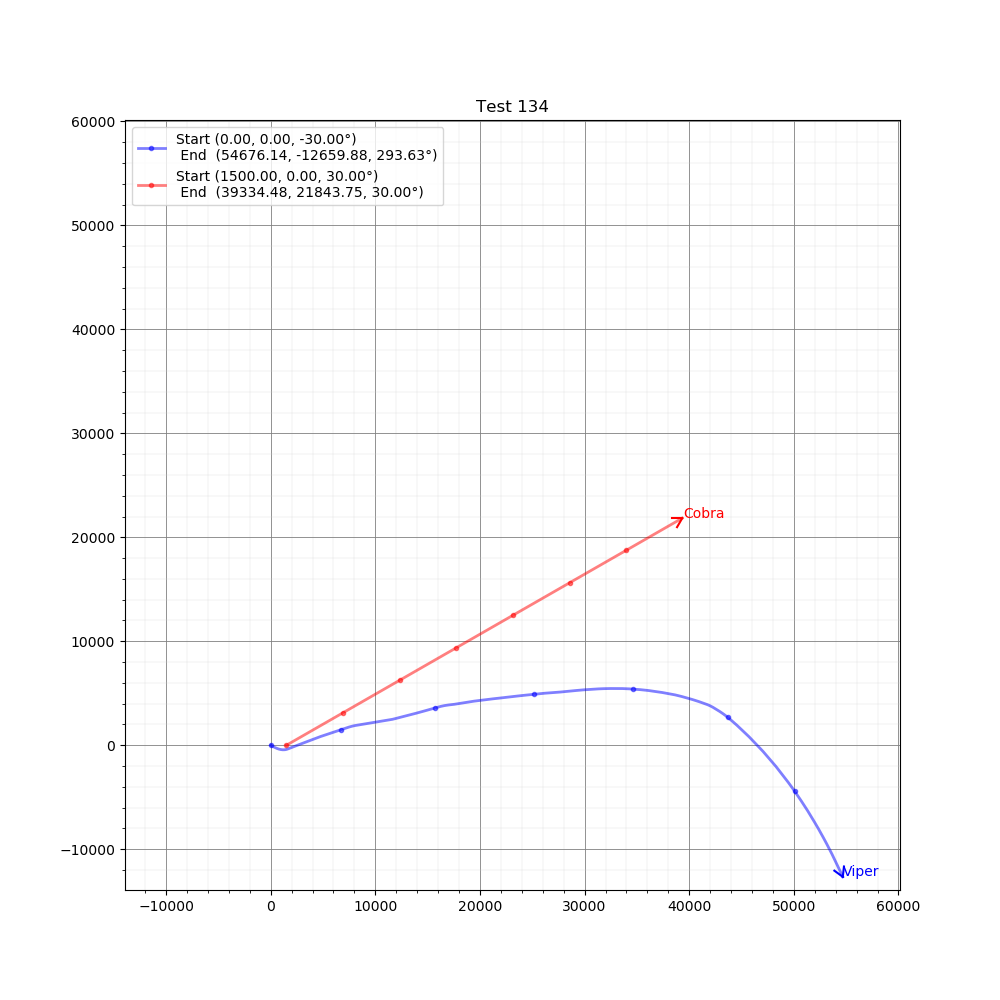 Test 134
Start (0.00, 0.00, -30.00°)
End (54676.14, -12659.88, 293.63°)
Start (1500.00, 0.00, 30.00°)
End (39334.48, 21843.75, 30.00°)
60000
50000
40000
30000
20000
10000
0
−10000
Cobra
Viper
−10000 0 10000 20000 30000 40000 50000 60000